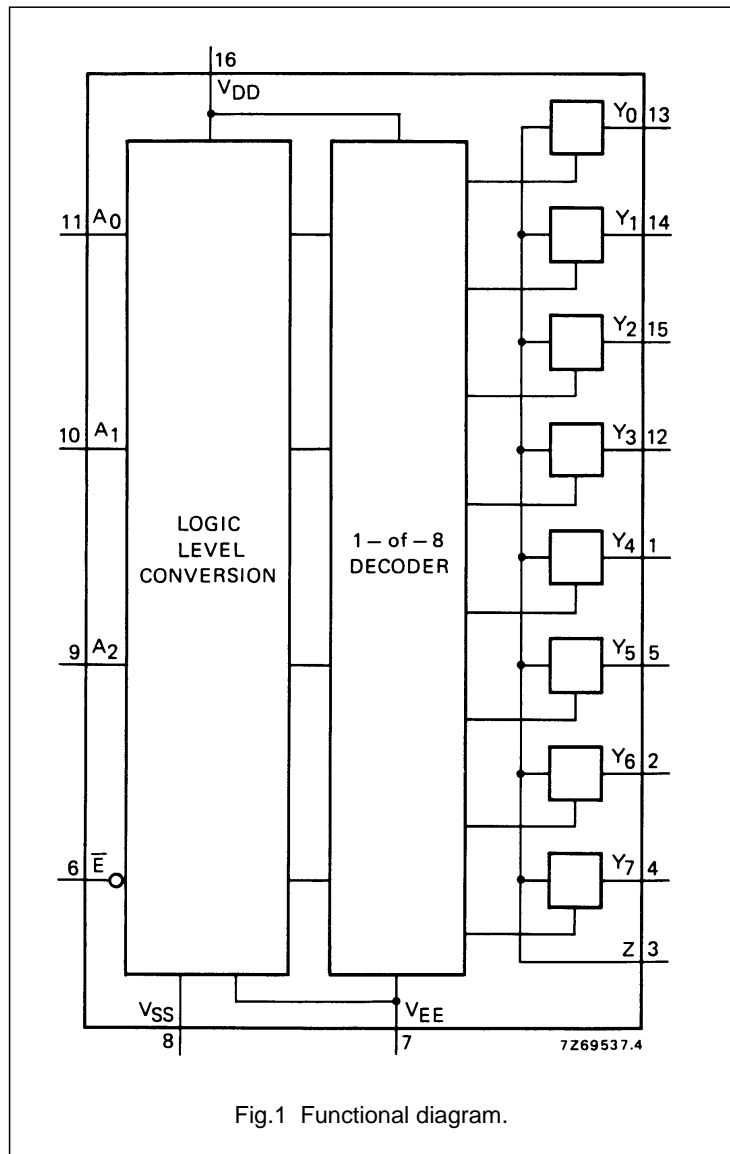 16
VDD
Y0 13
11 A0
Y1 14
Y2 15
10 A1
Y3 12
LOGIC
LEVEL
CONVERSION
1 – of – 8
DECODER
Y4 1
9 A2
Y5 5
Y6 2
6 E̅
Y7 4
Z 3
VSS
VEE
8
7
7Z69537.4
Fig.1 Functional diagram.